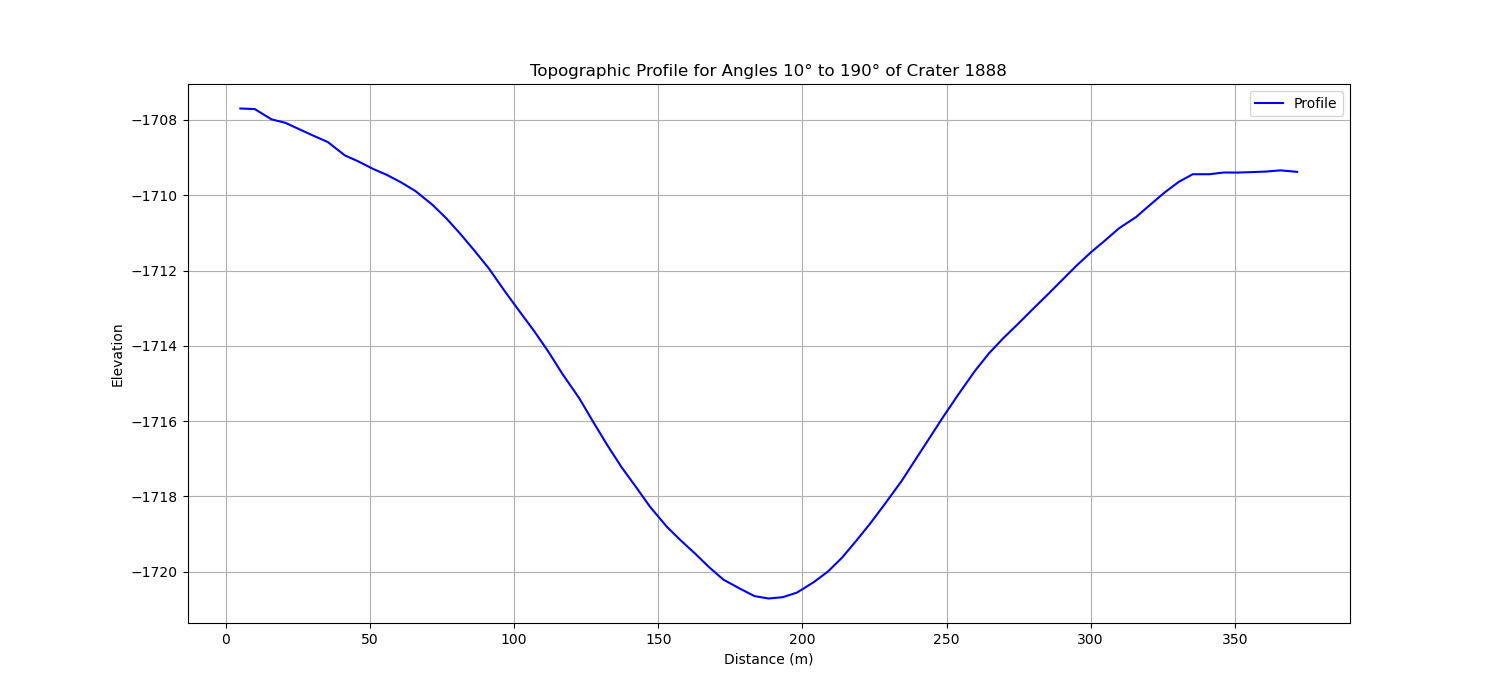 Topographic Profile for Angles 10° to 190° of Crater 1888
Profile
Elevation
−1708
−1710
−1712
−1714
−1716
−1718
−1720
0 50 100 150 200 250 300 350
Distance (m)